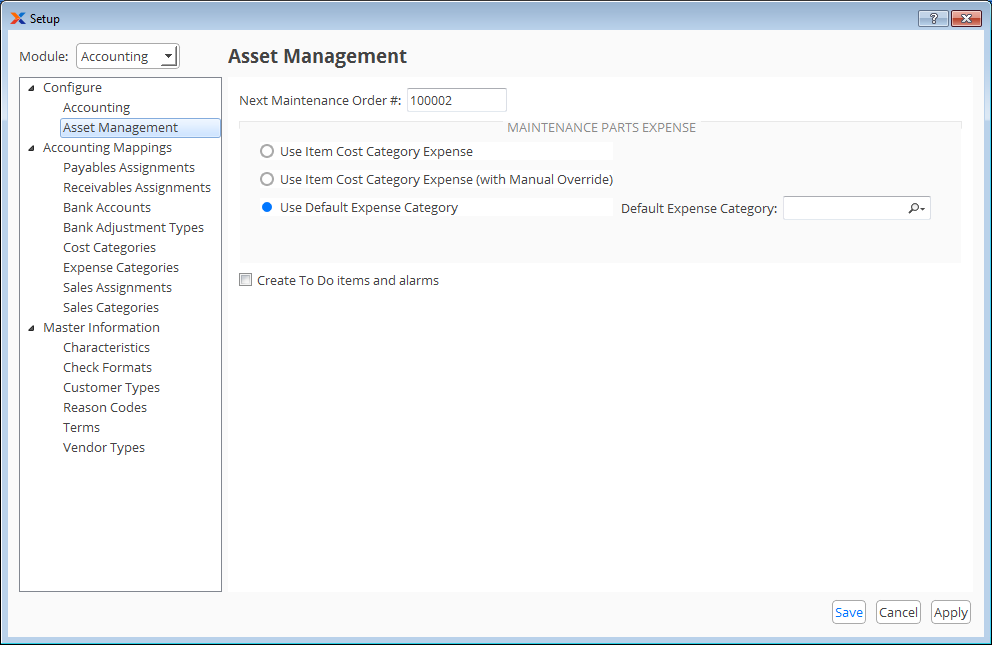 Setup
Module: Accounting
Asset Management
Configure
Accounting
Asset Management
Accounting Mappings
Payables Assignments
Receivables Assignments
Bank Accounts
Bank Adjustment Types
Cost Categories
Expense Categories
Sales Assignments
Sales Categories
Master Information
Characteristics
Check Formats
Customer Types
Reason Codes
Terms
Vendor Types
Next Maintenance Order #: 100002
MAINTENANCE PARTS EXPENSE
Use Item Cost Category Expense
Use Item Cost Category Expense (with Manual Override)
Use Default Expense Category Default Expense Category:
Create To Do items and alarms
Save Cancel Apply